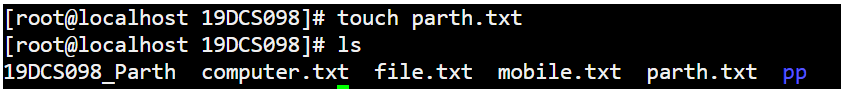 [root@localhost 19DCS098]# touch parth.txt
[root@localhost 19DCS098]# ls
19DCS098_Parth  computer.txt  file.txt  mobile.txt  parth.txt  pp